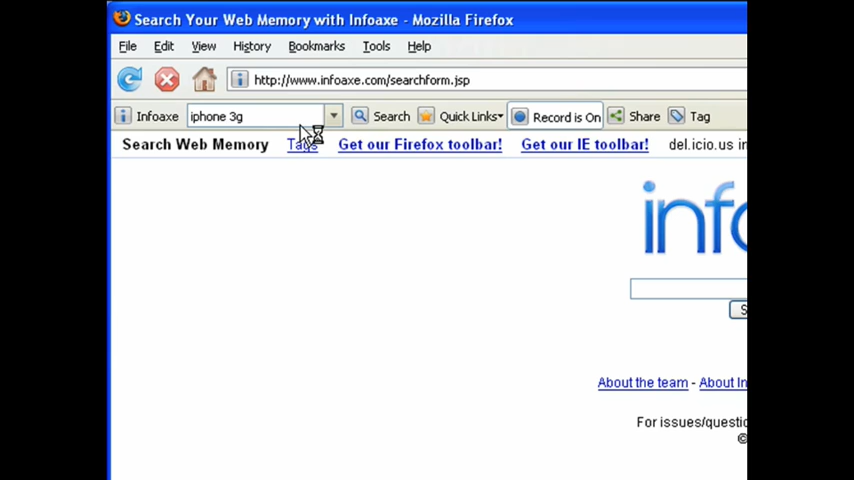 Search Your Web Memory with Infoaxe - Mozilla Firefox
File Edit View History Bookmarks Tools Help
http://www.infoaxe.com/searchform.jsp
Infoaxe iphone 3g Search Quick Links Record is On Share Tag
Search Web Memory Tags Get our Firefox toolbar! Get our IE toolbar! del.icio.us
info
About the team - About
For issues/
©